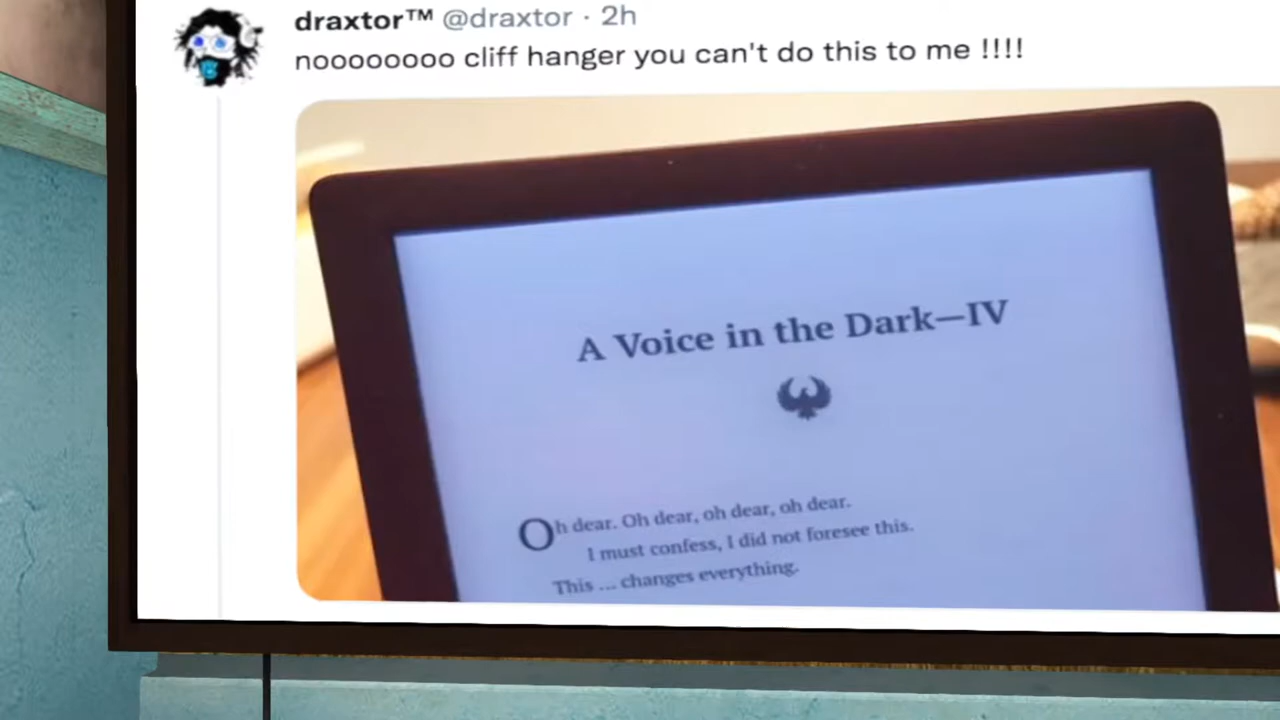 draxtor™ @draxtor · 2h
noooooooo cliff hanger you can't do this to me !!!!
A Voice in the Dark—IV
Oh dear. Oh dear, oh dear, oh dear.
I must confess, I did not foresee this.
This ... changes everything.